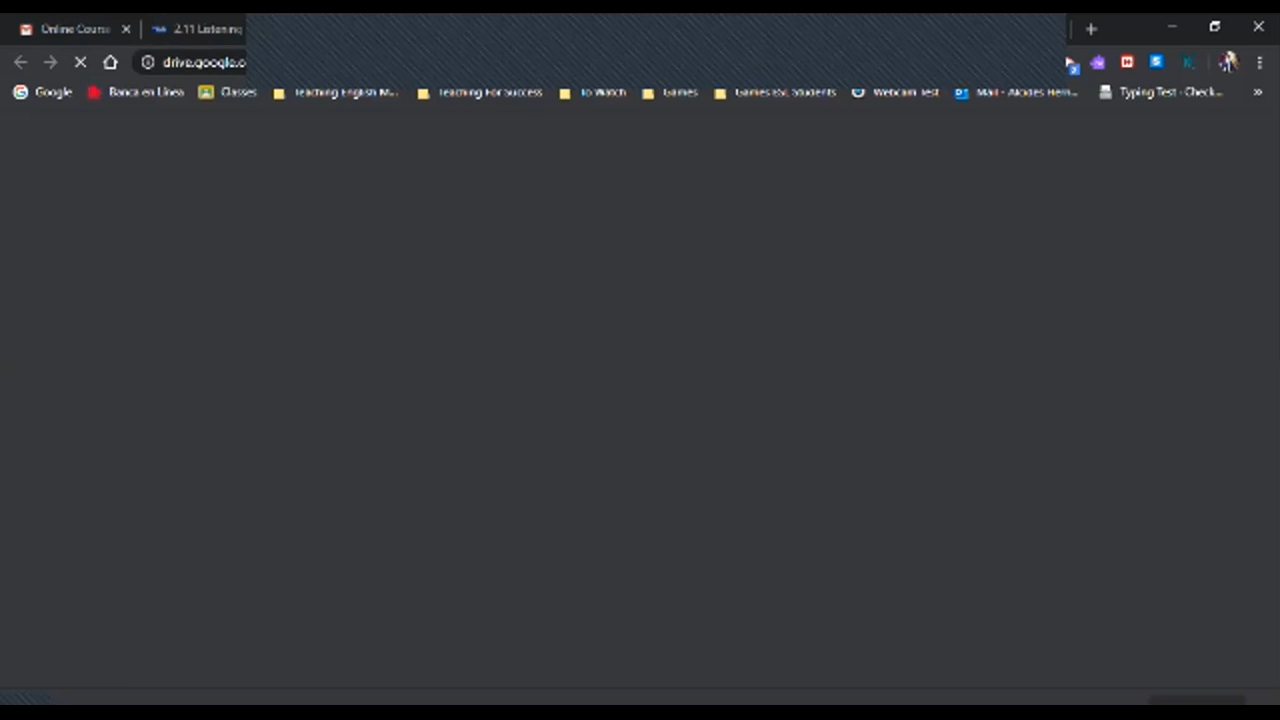 Online Cours
2.11 Listening
drive.google.c
Google Banca en Línea Classes Teaching English M... Teaching For Success To Watch Games Games ESL Students Webcam Test Mail - Alcides Hern... Typing Test - Check... »